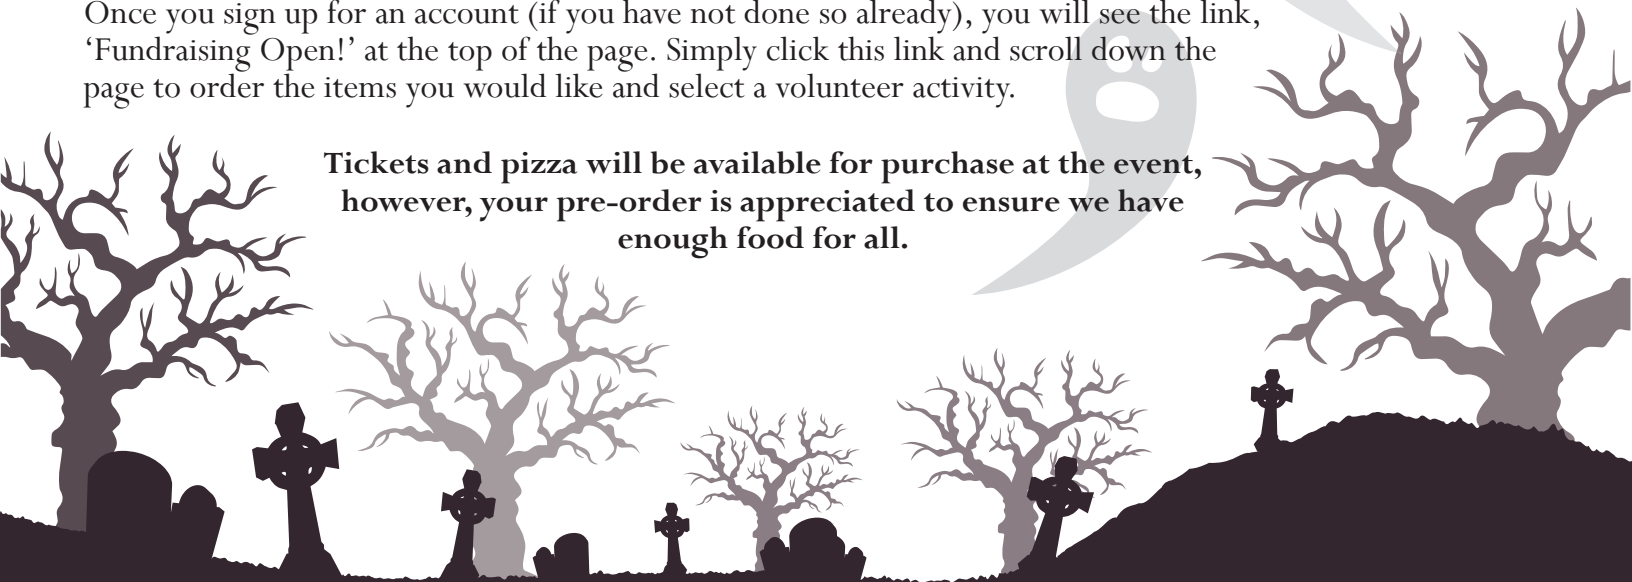 Once you sign up for an account (if you have not done so already), you will see the link,
‘Fundraising Open!’ at the top of the page. Simply click this link and scroll down the
page to order the items you would like and select a volunteer activity.
Tickets and pizza will be available for purchase at the event,
however, your pre-order is appreciated to ensure we have
enough food for all.